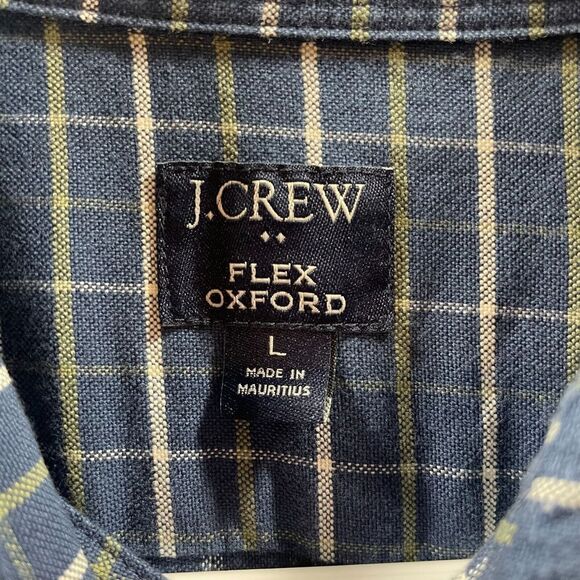 J.CREW
FLEX
OXFORD
L
MADE IN
MAURITIUS